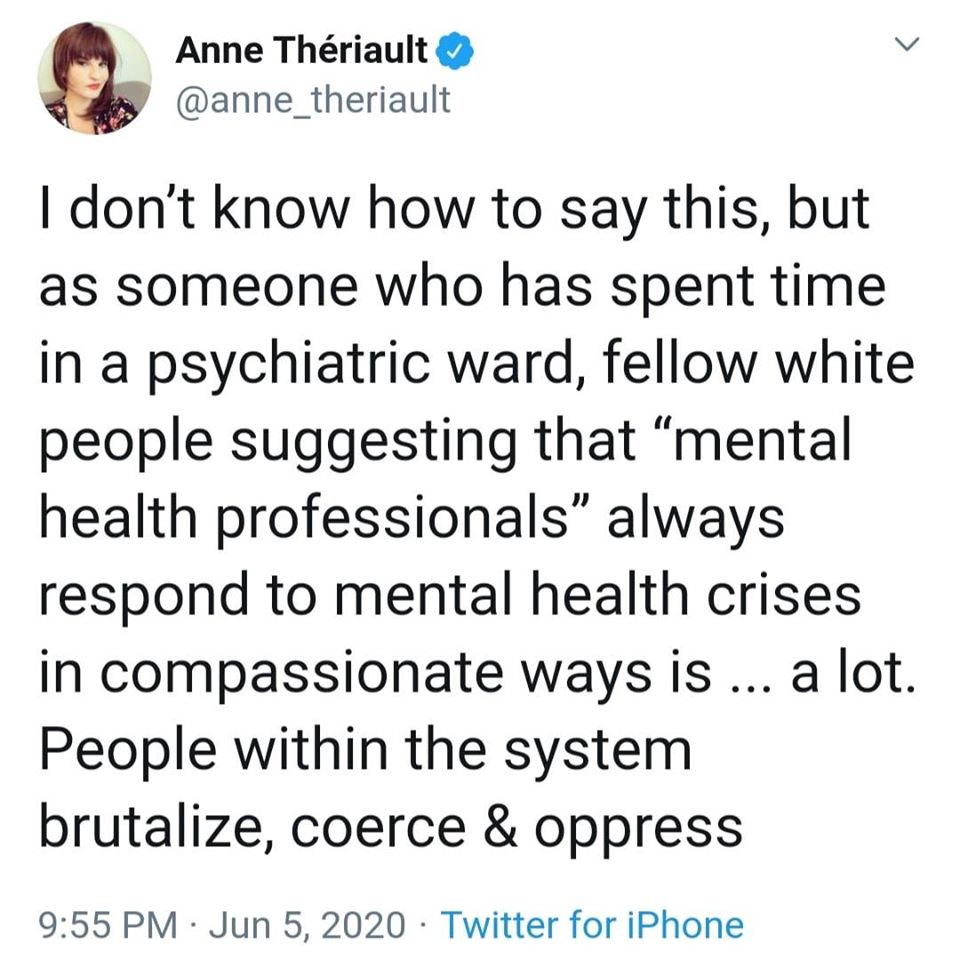 Anne Thériault
@anne_theriault
I don’t know how to say this, but
as someone who has spent time
in a psychiatric ward, fellow white
people suggesting that “mental
health professionals” always
respond to mental health crises
in compassionate ways is ... a lot.
People within the system
brutalize, coerce & oppress
9:55 PM · Jun 5, 2020 · Twitter for iPhone